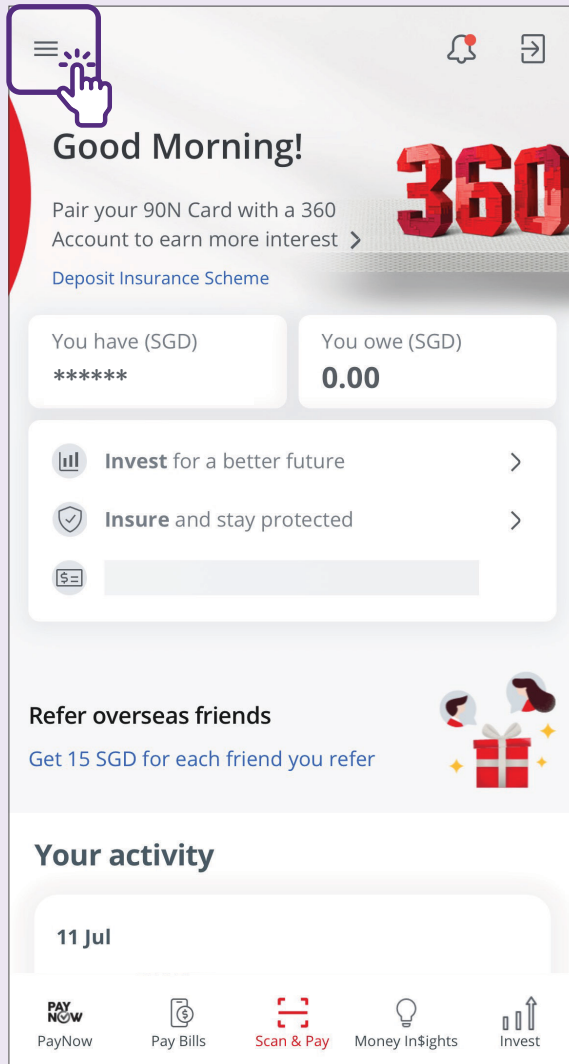 Good Morning!
360
Pair your 90N Card with a 360
Account to earn more interest
Deposit Insurance Scheme
You have (SGD)
******
You owe (SGD)
0.00
Invest for a better future
Insure and stay protected
Refer overseas friends
Get 15 SGD for each friend you refer
Your activity
11 Jul
PAY
NOW
PayNow
Pay Bills
Scan & Pay
Money In$ights
Invest